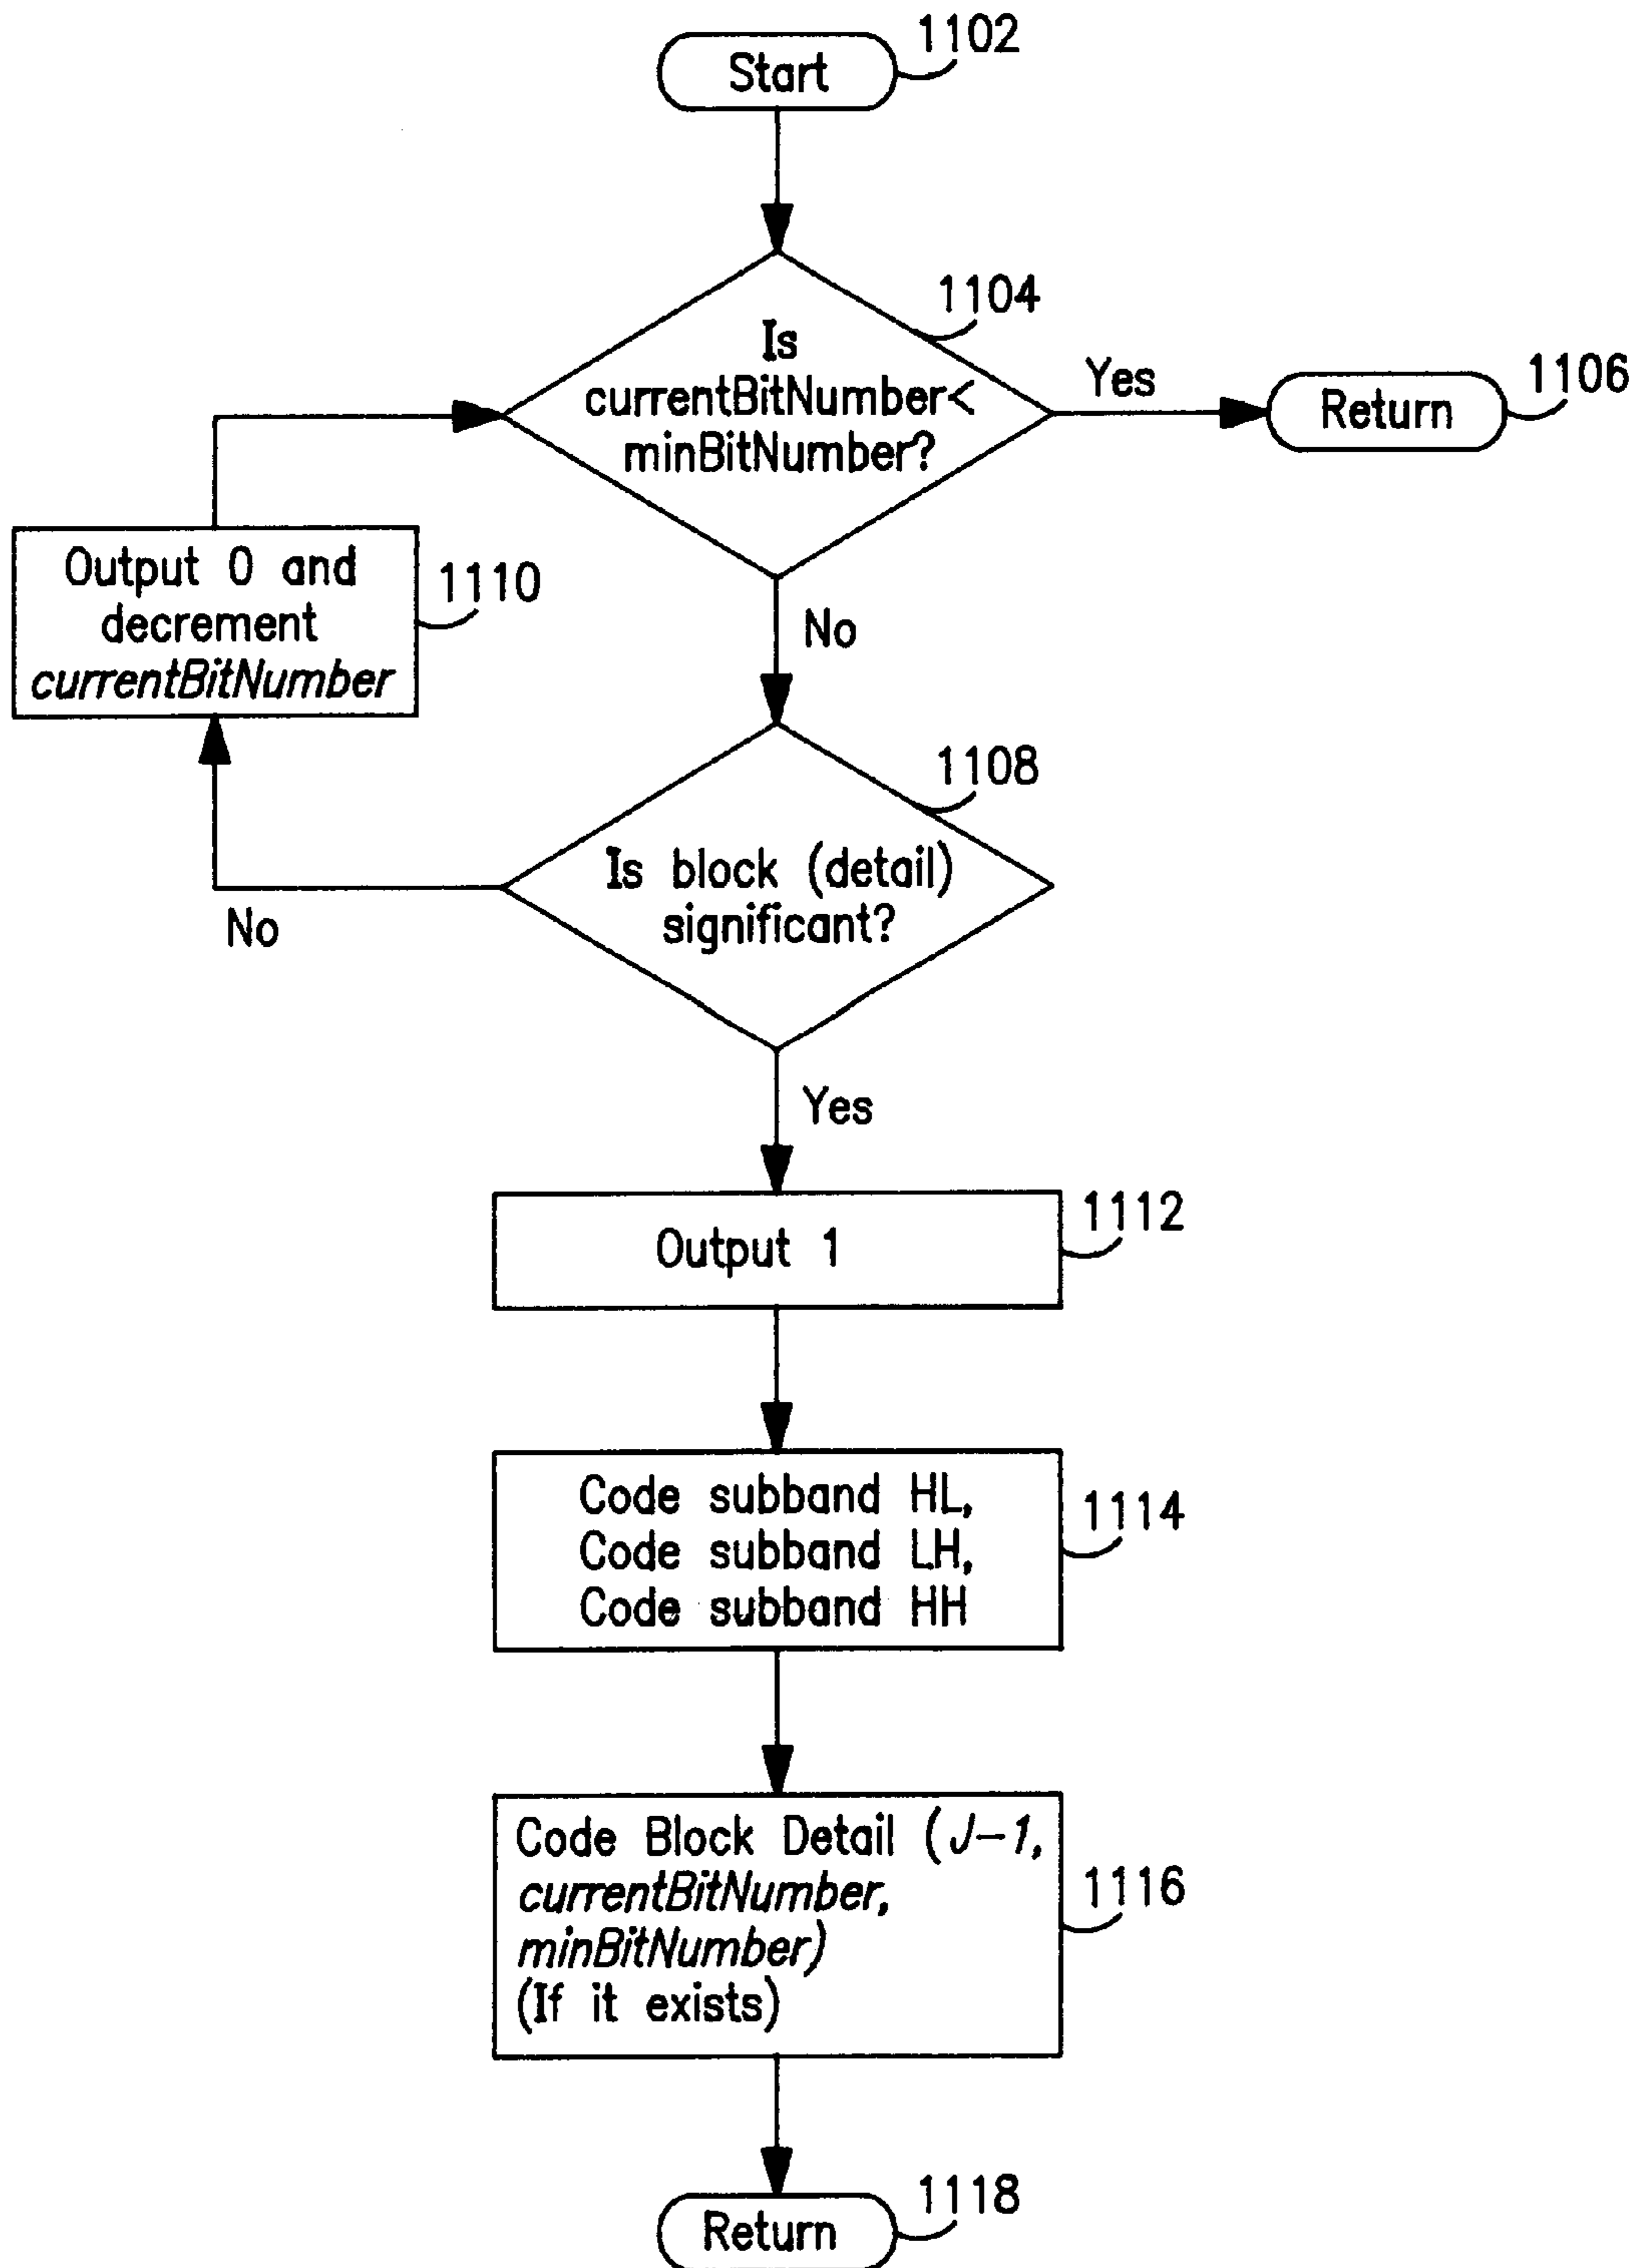 Start
1102
Is
currentBitNumber<
minBitNumber?
1104
Yes
Return
1106
Output 0 and
decrement
currentBitNumber
1110
No
Is block (detail)
significant?
1108
No
Yes
Output 1
1112
Code subband HL,
Code subband LH,
Code subband HH
1114
Code Block Detail (J-1,
currentBitNumber,
minBitNumber)
(If it exists)
1116
Return
1118